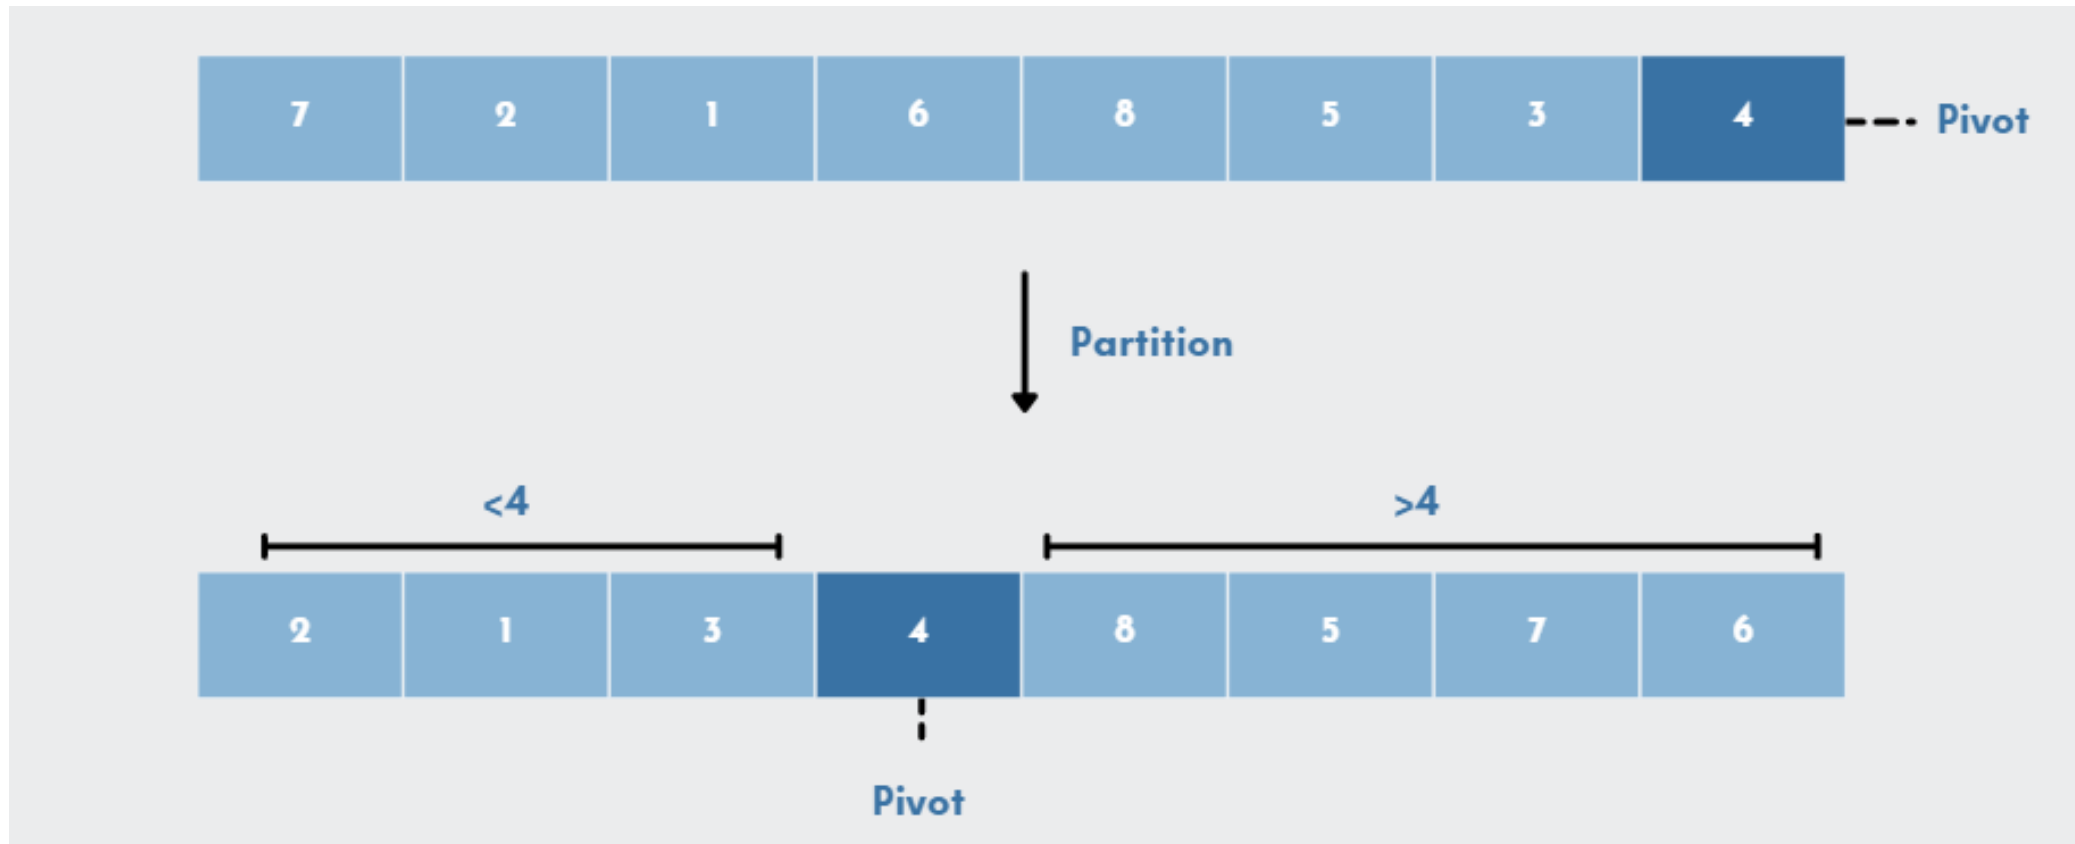 7 2 1 6 8 5 3 4 Pivot
Partition
<4 >4
2 1 3 4 8 5 7 6
Pivot